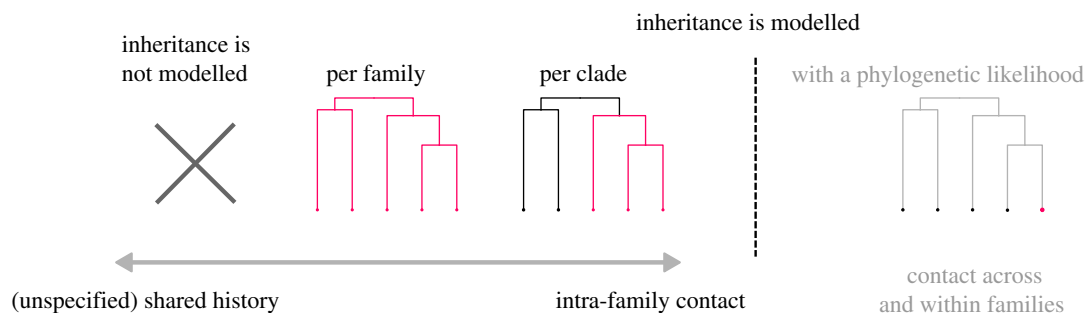 inheritance is modelled
inheritance is
not modelled
per family
per clade
with a phylogenetic likelihood
(unspecified) shared history
intra-family contact
contact across
and within families